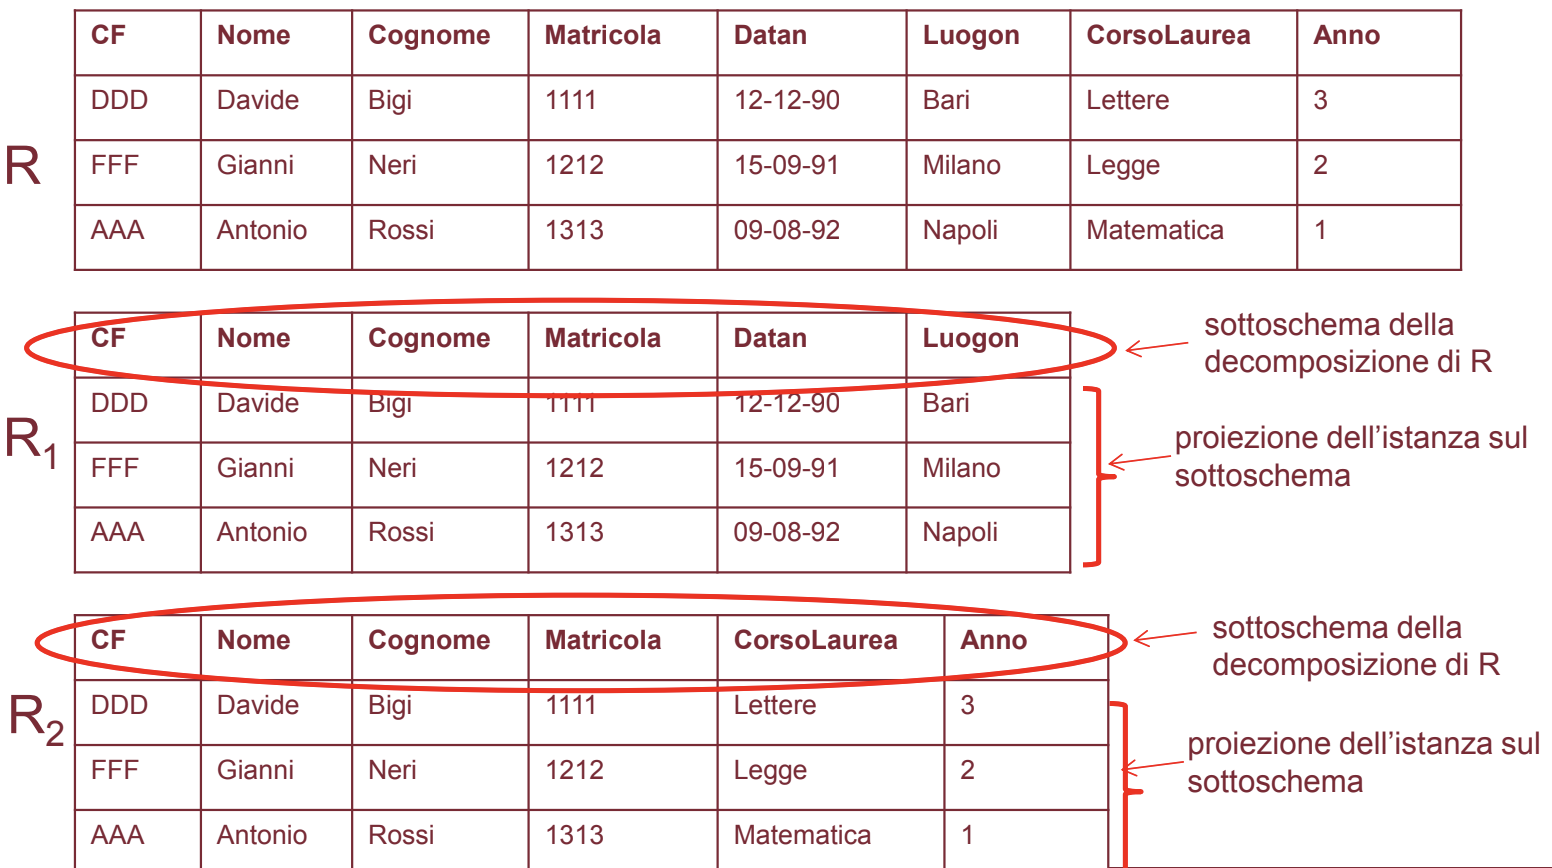 CF Nome Cognome Matricola Datan Luogon CorsoLaurea Anno
DDD Davide Bigi 1111 12-12-90 Bari Lettere 3
R
FFF Gianni Neri 1212 15-09-91 Milano Legge 2
AAA Antonio Rossi 1313 09-08-92 Napoli Matematica 1
CF Nome Cognome Matricola Datan Luogon
sottoschema della
decomposizione di R
DDD Davide Bigi 1111 12-12-90 Bari
R1
proiezione dell’istanza sul
sottoschema
FFF Gianni Neri 1212 15-09-91 Milano
AAA Antonio Rossi 1313 09-08-92 Napoli
CF Nome Cognome Matricola CorsoLaurea Anno
sottoschema della
decomposizione di R
R2
DDD Davide Bigi 1111 Lettere 3
proiezione dell’istanza sul
sottoschema
FFF Gianni Neri 1212 Legge 2
AAA Antonio Rossi 1313 Matematica 1